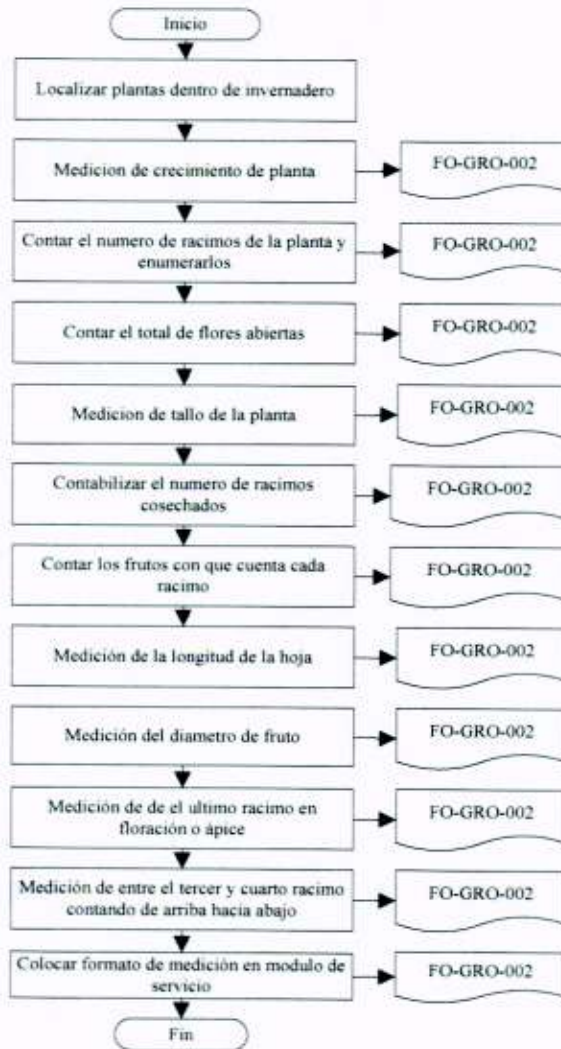 Inicio
Localizar plantas dentro de invernadero
Medicion de crecimiento de planta
FO-GRO-002
Contar el numero de racimos de la planta y
enumerarlos
FO-GRO-002
Contar el total de flores abiertas
FO-GRO-002
Medicion de tallo de la planta
FO-GRO-002
Contabilizar el numero de racimos
cosechados
FO-GRO-002
Contar los frutos con que cuenta cada
racimo
FO-GRO-002
Medición de la longitud de la hoja
FO-GRO-002
Medición del diametro de fruto
FO-GRO-002
Medición de de el ultimo racimo en
floración o ápice
FO-GRO-002
Medición de entre el tercer y cuarto racimo
contando de arriba hacia abajo
FO-GRO-002
Colocar formato de medición en modulo de
servicio
FO-GRO-002
Fin